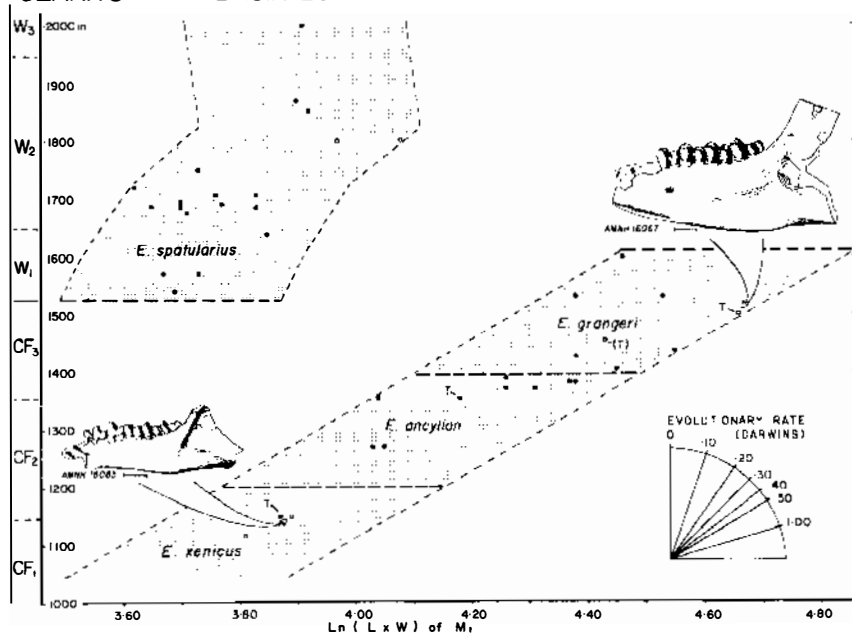 W3
2000 m
1900
W2
1800
1700
E. spatularius
1600
W1
1500
CF3
1400
1300
CF2
1200
1100
CF1
1000
AMNH 16067
E. grangeri
T
(T)
T
E. ancylion
T
E. xenicus
EVOLUTIONARY RATE
(DARWINS)
0
.10
.20
.30
.40
.50
1.00
3.60
3.80
4.00
4.20
4.40
4.60
4.80
Ln ( L x W ) of M1